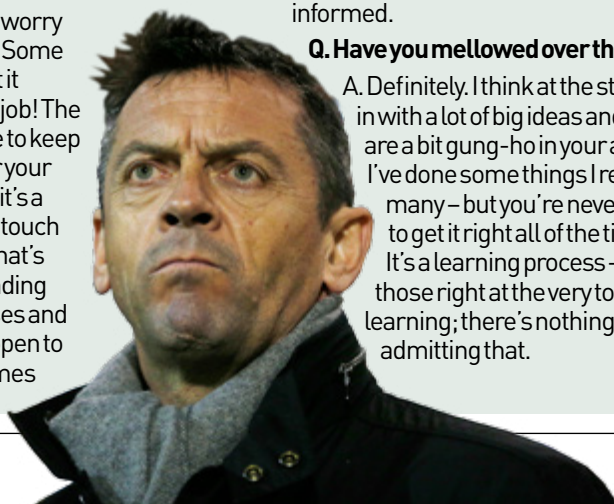 worry
Some
it
job! The
e to keep
your
it's a
touch
hat's
ding
es and
pen to
mes
informed.
Q. Have you mellowed over th
A. Definitely. I think at the st
in with a lot of big ideas and
are a bit gung-ho in your a
I've done some things I re
many – but you're neve
to get it right all of the ti
It's a learning process –
those right at the very to
learning; there's nothing
admitting that.